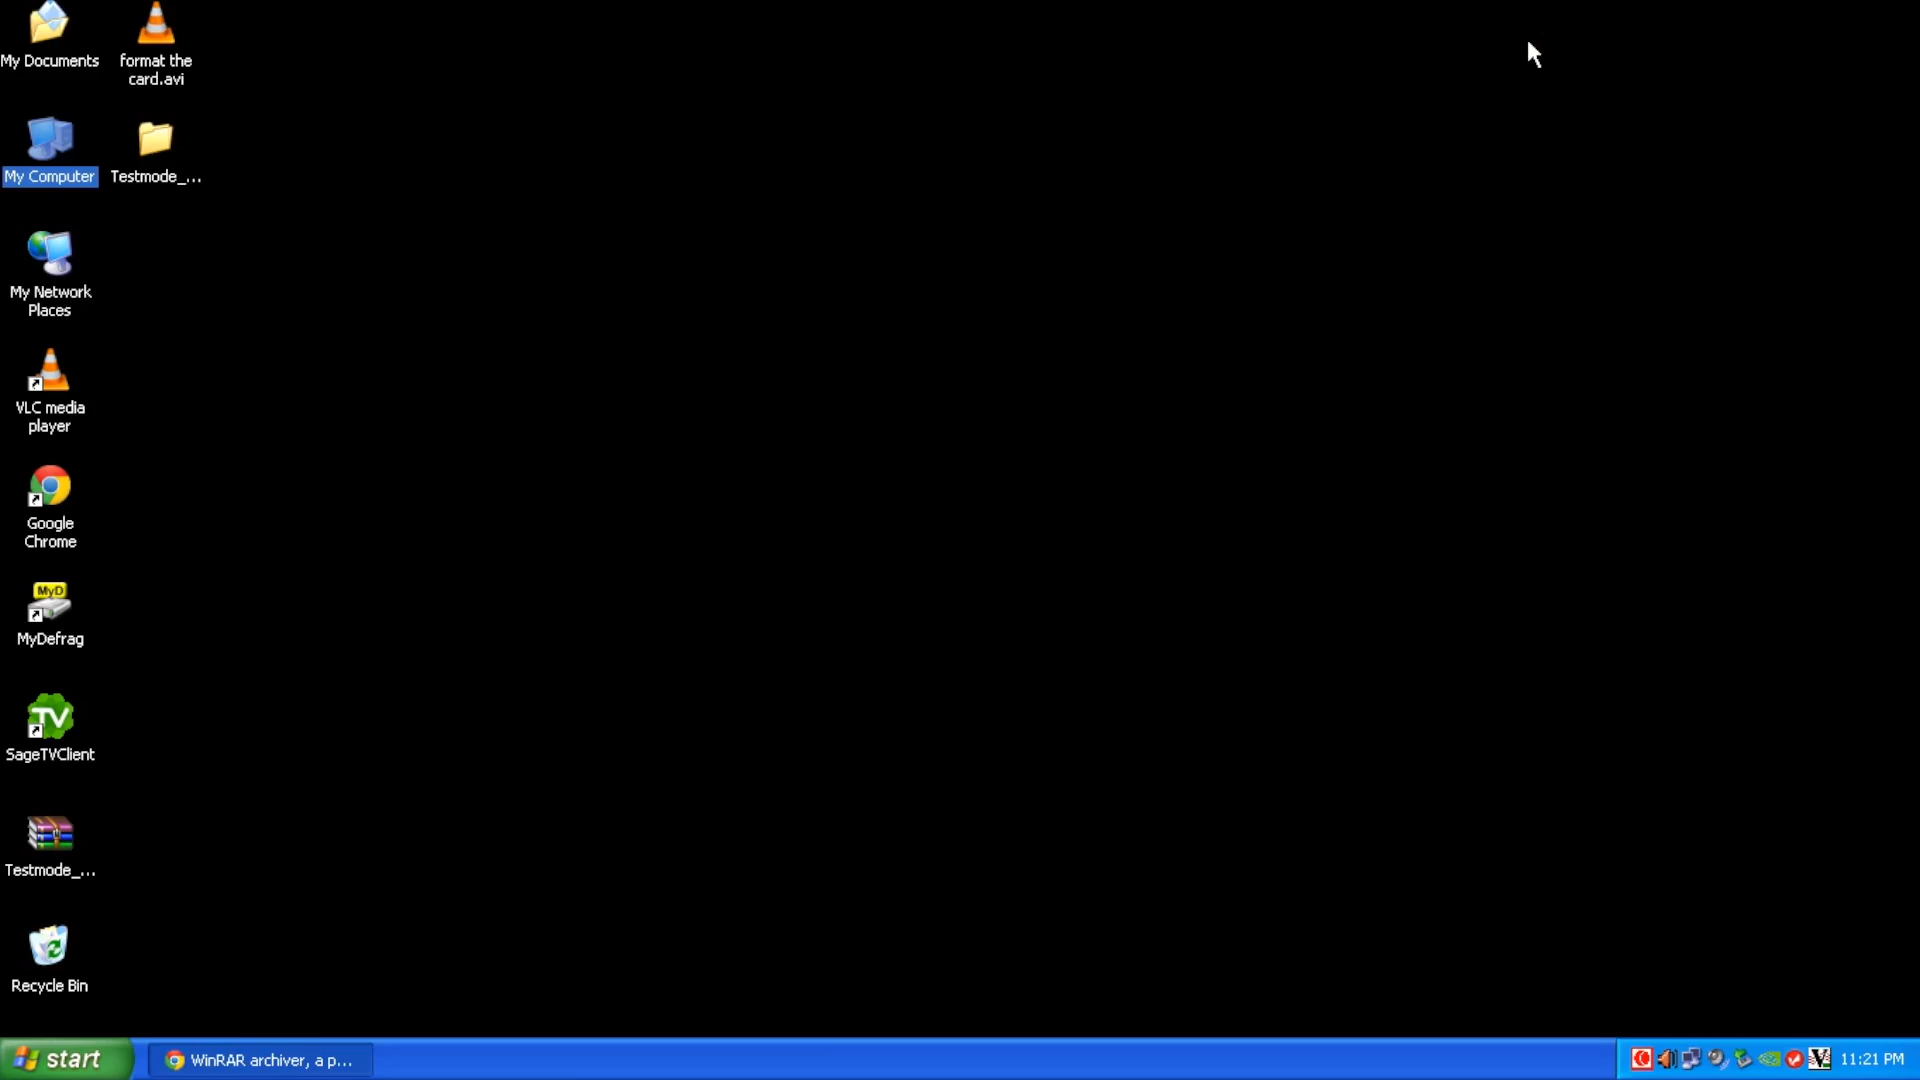 My Documents
format the
card.avi
My Computer
Testmode_...
My Network
Places
VLC media
player
Google
Chrome
MyD
MyDefrag
TV
SageTVClient
Testmode_...
Recycle Bin
start
WinRAR archiver, a p...
11:21 PM